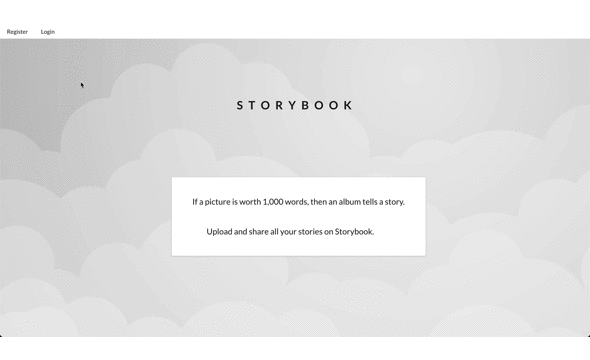 Register Login
STORYBOOK
If a picture is worth 1,000 words, then an album tells a story.
Upload and share all your stories on Storybook.